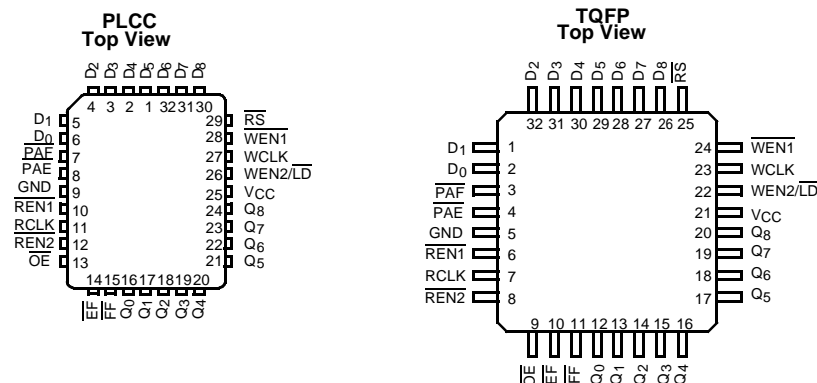 PLCC
Top View
D2 D3 D4 D5 D6 D7 D8
4 3 2 1 32 31 30
D1 5
D0 6
PAF 7
PAE 8
GND 9
REN1 10
RCLK 11
REN2 12
OE 13
29 RS
28 WEN1
27 WCLK
26 WEN2/LD
25 VCC
24 Q8
23 Q7
22 Q6
21 Q5
14 15 16 17 18 19 20
EF FF Q0 Q1 Q2 Q3 Q4
TQFP
Top View
D2 D3 D4 D5 D6 D7 D8 RS
32 31 30 29 28 27 26 25
D1 1
D0 2
PAF 3
PAE 4
GND 5
REN1 6
RCLK 7
REN2 8
24 WEN1
23 WCLK
22 WEN2/LD
21 VCC
20 Q8
19 Q7
18 Q6
17 Q5
9 10 11 12 13 14 15 16
OE EF FF Q0 Q1 Q2 Q3 Q4